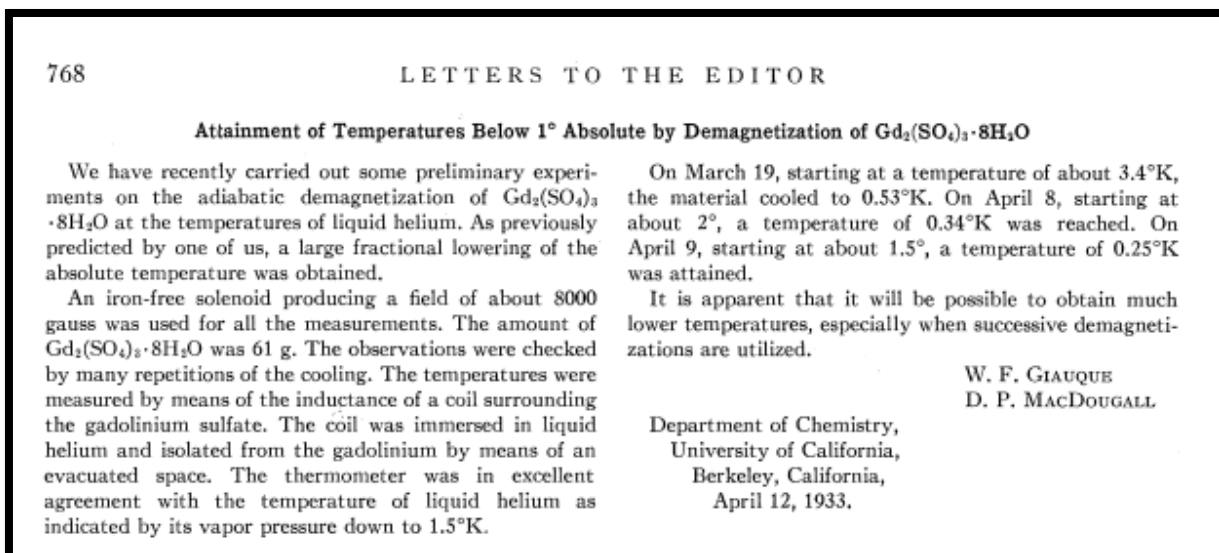 768
LETTERS TO THE EDITOR
Attainment of Temperatures Below 1° Absolute by Demagnetization of Gd₂(SO₄)₃·8H₂O
We have recently carried out some preliminary experi-
ments on the adiabatic demagnetization of Gd₂(SO₄)₃
·8H₂O at the temperatures of liquid helium. As previously
predicted by one of us, a large fractional lowering of the
absolute temperature was obtained.
An iron-free solenoid producing a field of about 8000
gauss was used for all the measurements. The amount of
Gd₂(SO₄)₃·8H₂O was 61 g. The observations were checked
by many repetitions of the cooling. The temperatures were
measured by means of the inductance of a coil surrounding
the gadolinium sulfate. The coil was immersed in liquid
helium and isolated from the gadolinium by means of an
evacuated space. The thermometer was in excellent
agreement with the temperature of liquid helium as
indicated by its vapor pressure down to 1.5°K.
On March 19, starting at a temperature of about 3.4°K,
the material cooled to 0.53°K. On April 8, starting at
about 2°, a temperature of 0.34°K was reached. On
April 9, starting at about 1.5°, a temperature of 0.25°K
was attained.
It is apparent that it will be possible to obtain much
lower temperatures, especially when successive demagneti-
zations are utilized.
W. F. GIAUQUE
D. P. MACDOUGALL
Department of Chemistry,
University of California,
Berkeley, California,
April 12, 1933.